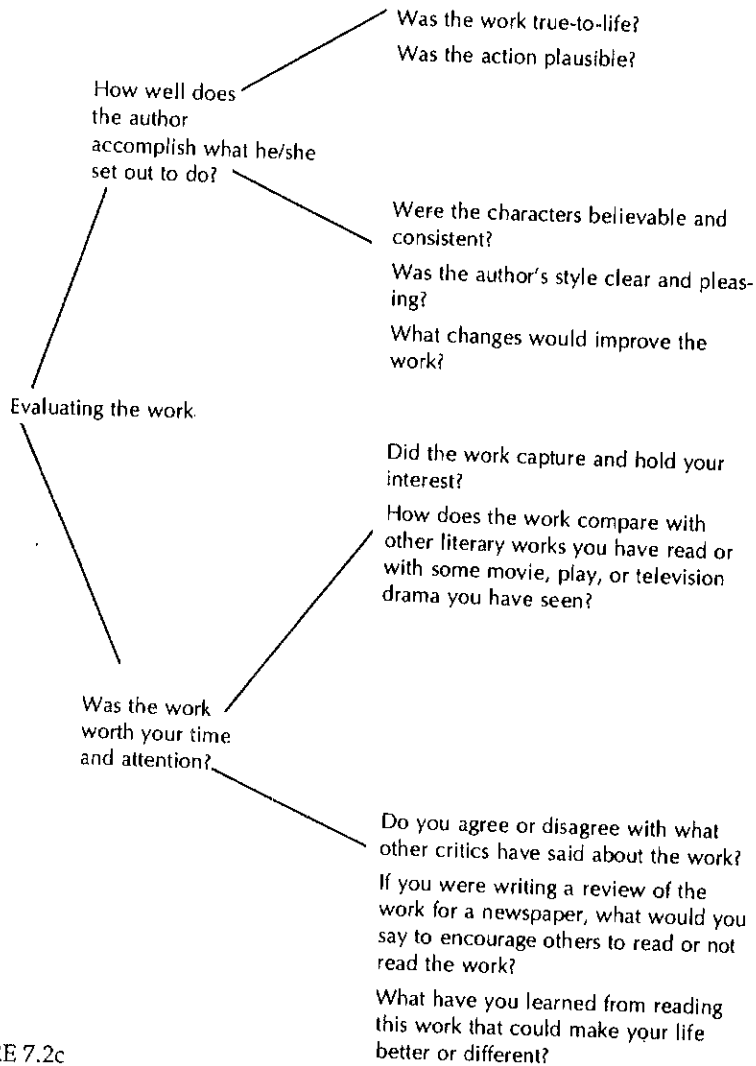 Was the work true-to-life?
Was the action plausible?
How well does
the author
accomplish what he/she
set out to do?
Were the characters believable and
consistent?
Was the author's style clear and pleas-
ing?
What changes would improve the
work?
Evaluating the work
Did the work capture and hold your
interest?
How does the work compare with
other literary works you have read or
with some movie, play, or television
drama you have seen?
Was the work
worth your time
and attention?
Do you agree or disagree with what
other critics have said about the work?
If you were writing a review of the
work for a newspaper, what would you
say to encourage others to read or not
read the work?
What have you learned from reading
this work that could make your life
better or different?
RE 7.2c